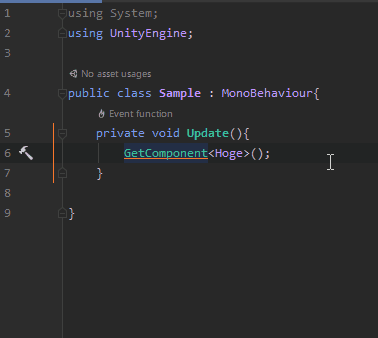 1 using System;
2 using UnityEngine;
3
No asset usages
4 public class Sample : MonoBehaviour{
Event function
5 private void Update(){
6 GetComponent<Hoge>();
7 }
8
9 }